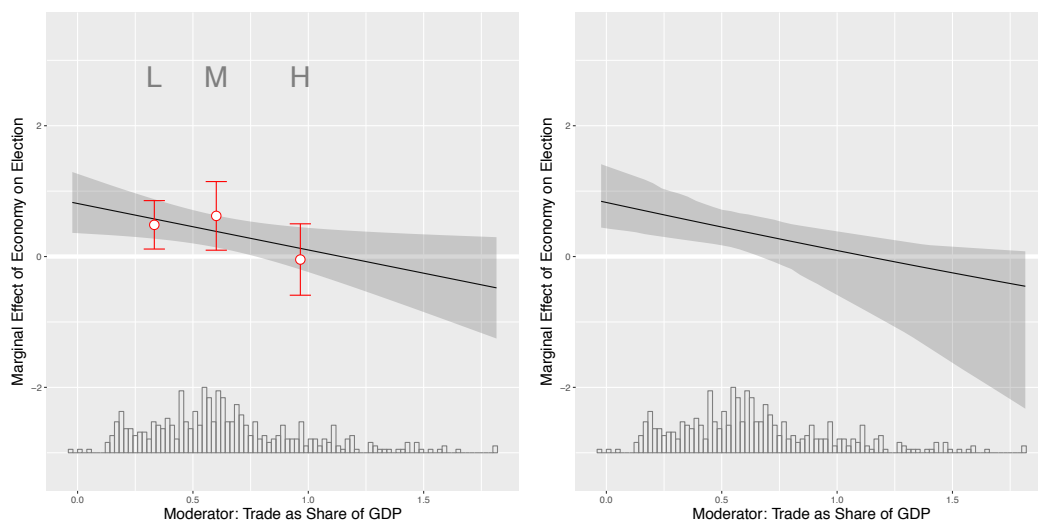 L M H
Marginal Effect of Economy on Election
2
0
−2
0.0 0.5 1.0 1.5
Moderator: Trade as Share of GDP
Marginal Effect of Economy on Election
2
0
−2
0.0 0.5 1.0 1.5
Moderator: Trade as Share of GDP